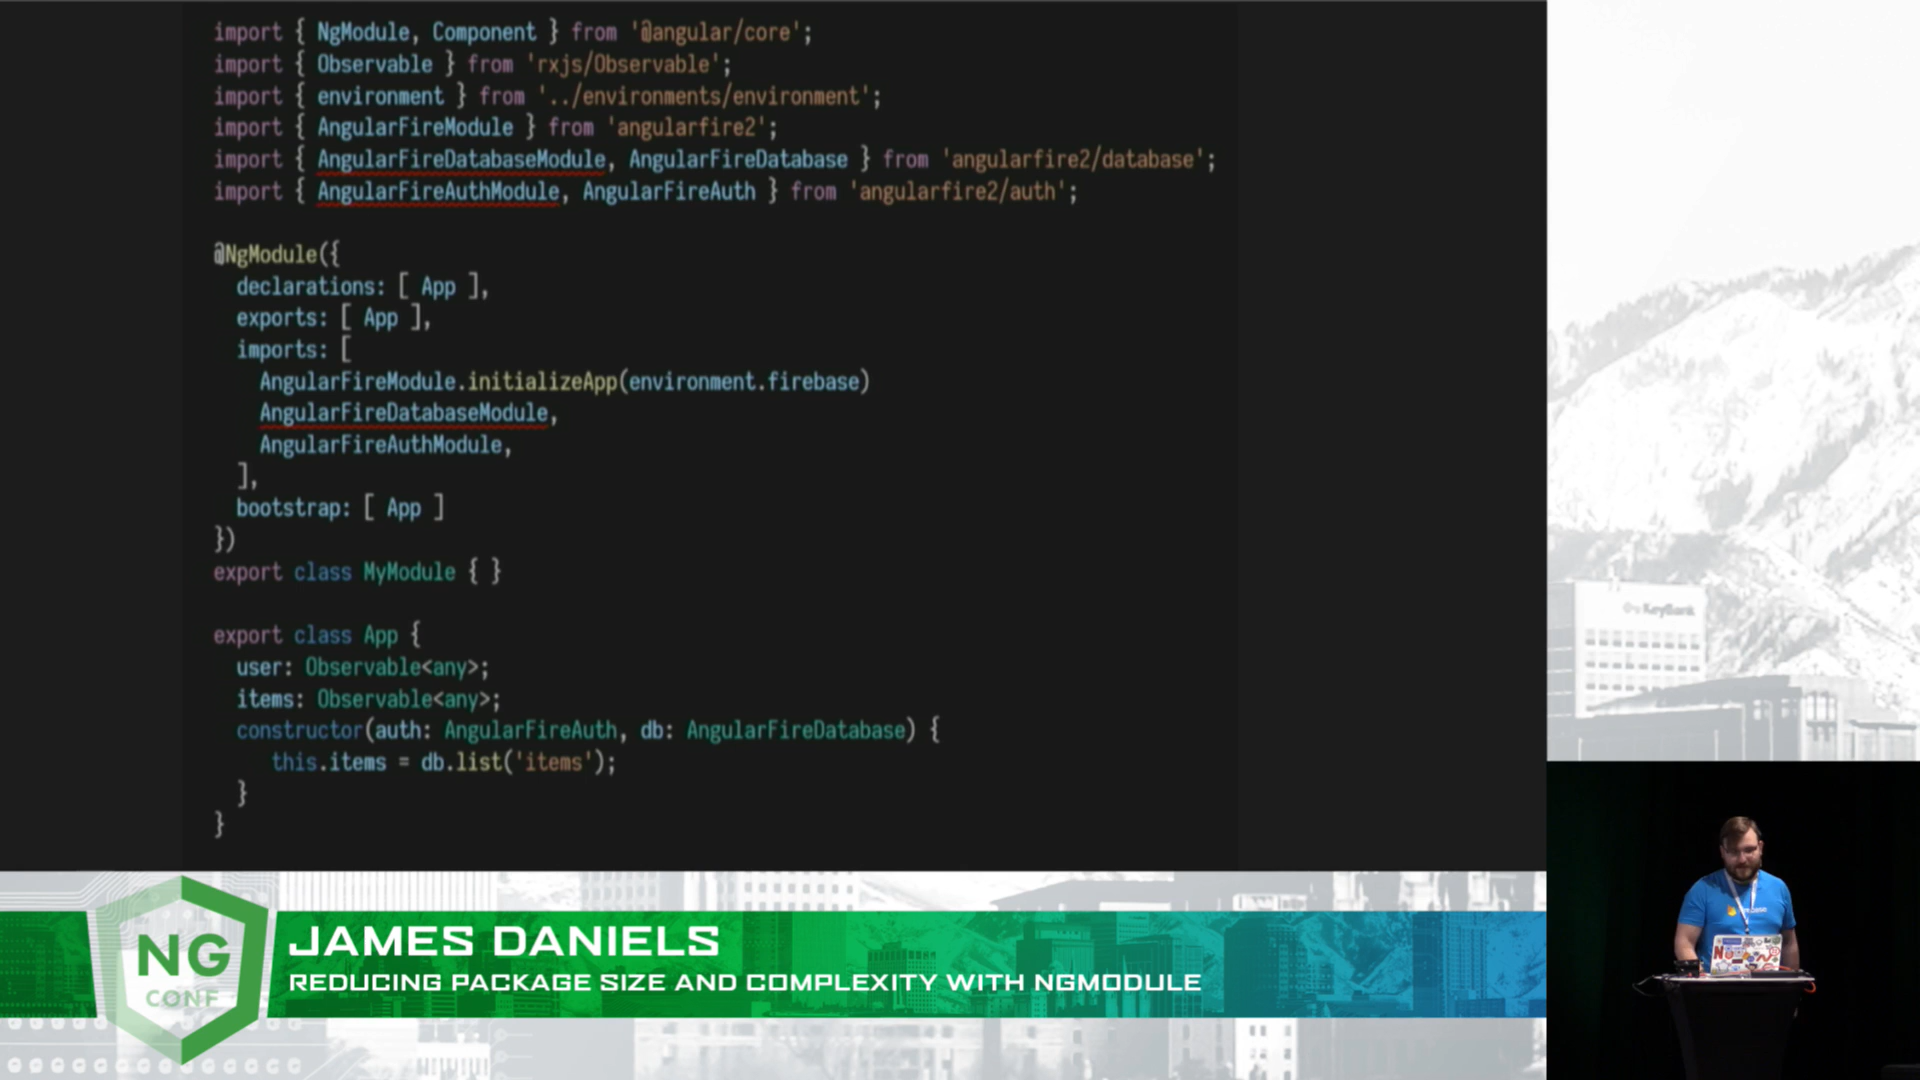 import { NgModule, Component } from '@angular/core';
import { Observable } from 'rxjs/Observable';
import { environment } from '../environments/environment';
import { AngularFireModule } from 'angularfire2';
import { AngularFireDatabaseModule, AngularFireDatabase } from 'angularfire2/database';
import { AngularFireAuthModule, AngularFireAuth } from 'angularfire2/auth';

@NgModule({
  declarations: [ App ],
  exports: [ App ],
  imports: [
    AngularFireModule.initializeApp(environment.firebase)
    AngularFireDatabaseModule,
    AngularFireAuthModule,
  ],
  bootstrap: [ App ]
})
export class MyModule { }

export class App {
  user: Observable<any>;
  items: Observable<any>;
  constructor(auth: AngularFireAuth, db: AngularFireDatabase) {
     this.items = db.list('items');
  }
}
KeyBank
NG
CONF
JAMES DANIELS
REDUCING PACKAGE SIZE AND COMPLEXITY WITH NGMODULE